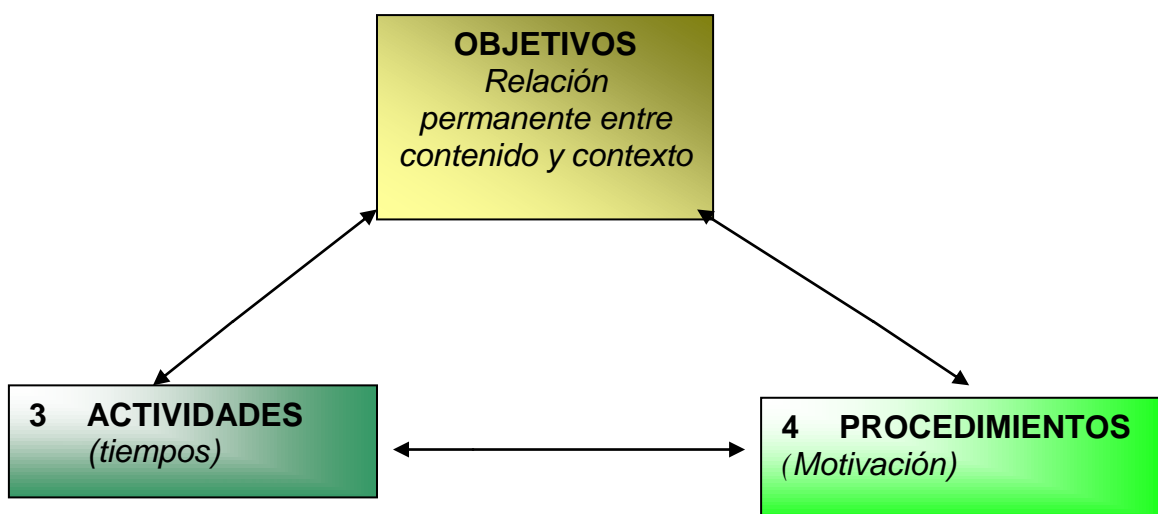 OBJETIVOS
Relación
permanente entre
contenido y contexto
3 ACTIVIDADES
(tiempos)
4 PROCEDIMIENTOS
(Motivación)